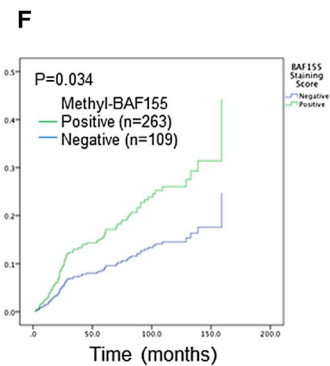 F
P=0.034
Methyl-BAF155
Positive (n=263)
Negative (n=109)
BAF155
Staining
Score
Negative
Positive
0.5
0.4
0.3
0.2
0.1
0.0
.0 50.0 100.0 150.0 200.0
Time (months)